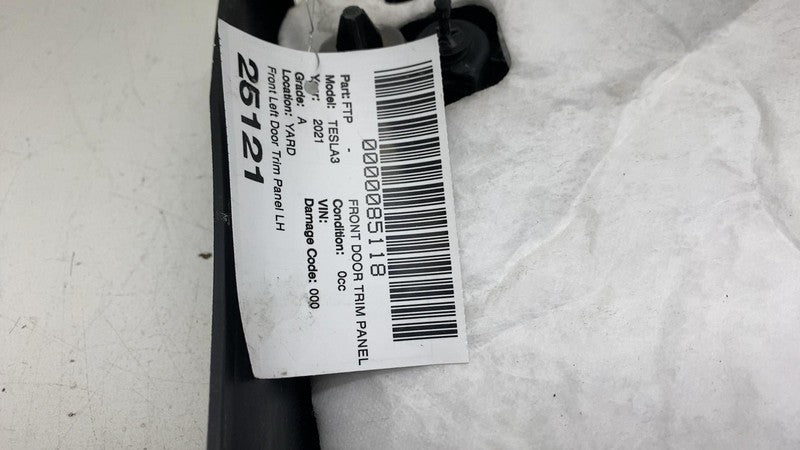 0000085118
Part: FTP - FRONT DOOR TRIM PANEL
Model: TESLA3 Condition: 0cc
Year: 2021 VIN:
Grade: A Damage Code: 000
Location: YARD
Front Left Door Trim Panel LH
25121